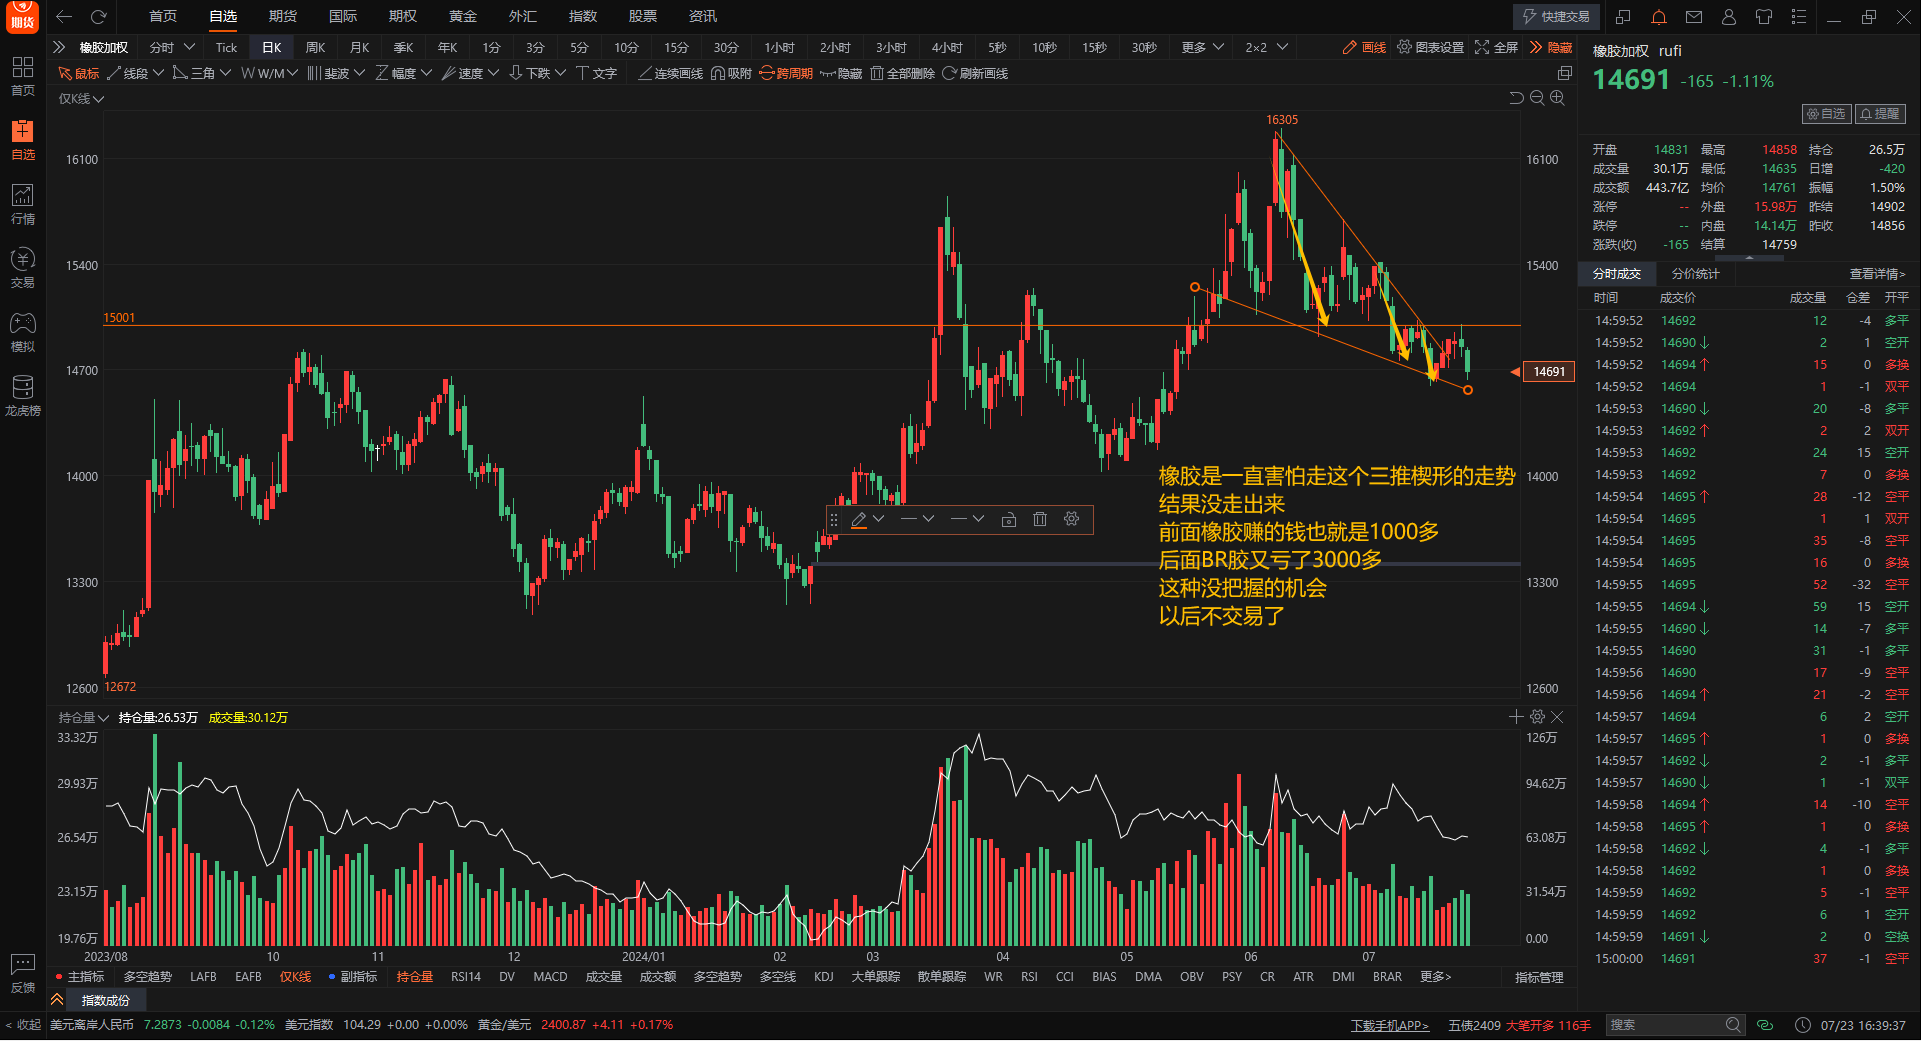 期货
首页 自选 期货 国际 期权 黄金 外汇 指数 股票 资讯
快捷交易
橡胶加权 分时 Tick 日K 周K 月K 季K 年K 1分 3分 5分 10分 15分 30分 1小时 2小时 3小时 4小时 5秒 10秒 15秒 30秒 更多 2×2 画线 图表设置 全屏 隐藏
鼠标 线段 三角 W/M 斐波 幅度 速度 下跌 文字 连续画线 吸附 跨周期 隐藏 全部删除 刷新画线
仅K线
首页
自选
行情
交易
模拟
龙虎榜
反馈
< 收起
16305
16100 16100
15400 15400
15001
14700 14691
14000 14000
13300 13300
12600 12672 12600
橡胶是一直害怕走这个三推楔形的走势
结果没走出来
前面橡胶赚的钱也就是1000多
后面BR胶又亏了3000多
这种没把握的机会
以后不交易了
持仓量 持仓量:26.53万 成交量:30.12万
33.32万 126万
29.93万 94.62万
26.54万 63.08万
23.15万 31.54万
19.76万 0.00
2023/08 10 11 12 2024/01 02 03 04 05 06 07
主指标 多空趋势 LAFB EAFB 仅K线 副指标 持仓量 RSI14 DV MACD 成交量 成交额 多空趋势 多空线 KDJ 大单跟踪 散单跟踪 WR RSI CCI BIAS DMA OBV PSY CR ATR DMI BRAR 更多> 指标管理
指数成份
橡胶加权 rufi
14691 -165 -1.11%
自选 提醒
开盘 14831 最高 14858 持仓 26.5万
成交量 30.1万 最低 14635 日增 -420
成交额 443.7亿 均价 14761 振幅 1.50%
涨停 -- 外盘 15.98万 昨结 14902
跌停 -- 内盘 14.14万 昨收 14856
涨跌(收) -165 结算 14759
分时成交 分价统计 查看详情>
时间 成交价 成交量 仓差 开平
14:59:52 14692 12 -4 多平
14:59:52 14690↓ 2 1 空开
14:59:52 14694↑ 15 0 多换
14:59:52 14694 1 -1 双平
14:59:53 14690↓ 20 -8 多平
14:59:53 14692↑ 2 2 双开
14:59:53 14692 24 15 空开
14:59:53 14692 7 0 多换
14:59:54 14695↑ 28 -12 空平
14:59:54 14695 1 1 双开
14:59:54 14695 35 -8 空平
14:59:54 14695 16 0 多换
14:59:55 14695 52 -32 空平
14:59:55 14694↓ 59 15 空开
14:59:55 14690↓ 14 -7 多平
14:59:55 14690 31 -1 多平
14:59:56 14690 17 -9 空平
14:59:56 14694↑ 21 -2 空平
14:59:57 14694 6 2 空开
14:59:57 14695↑ 1 0 多换
14:59:57 14692↓ 2 -1 多平
14:59:57 14690↓ 1 -1 双平
14:59:58 14694↑ 14 -10 空平
14:59:58 14695↑ 1 0 多换
14:59:58 14692↓ 4 -1 多平
14:59:58 14692 1 0 多换
14:59:59 14692 5 -1 空平
14:59:59 14692 6 1 空开
14:59:59 14691↓ 2 0 空换
15:00:00 14691 37 -1 空平
美元离岸人民币 7.2873 -0.0084 -0.12% 美元指数 104.29 +0.00 +0.00% 黄金/美元 2400.87 +4.11 +0.17% 下载手机APP> 五债2409 大笔开多 116手 搜索 07/23 16:39:37